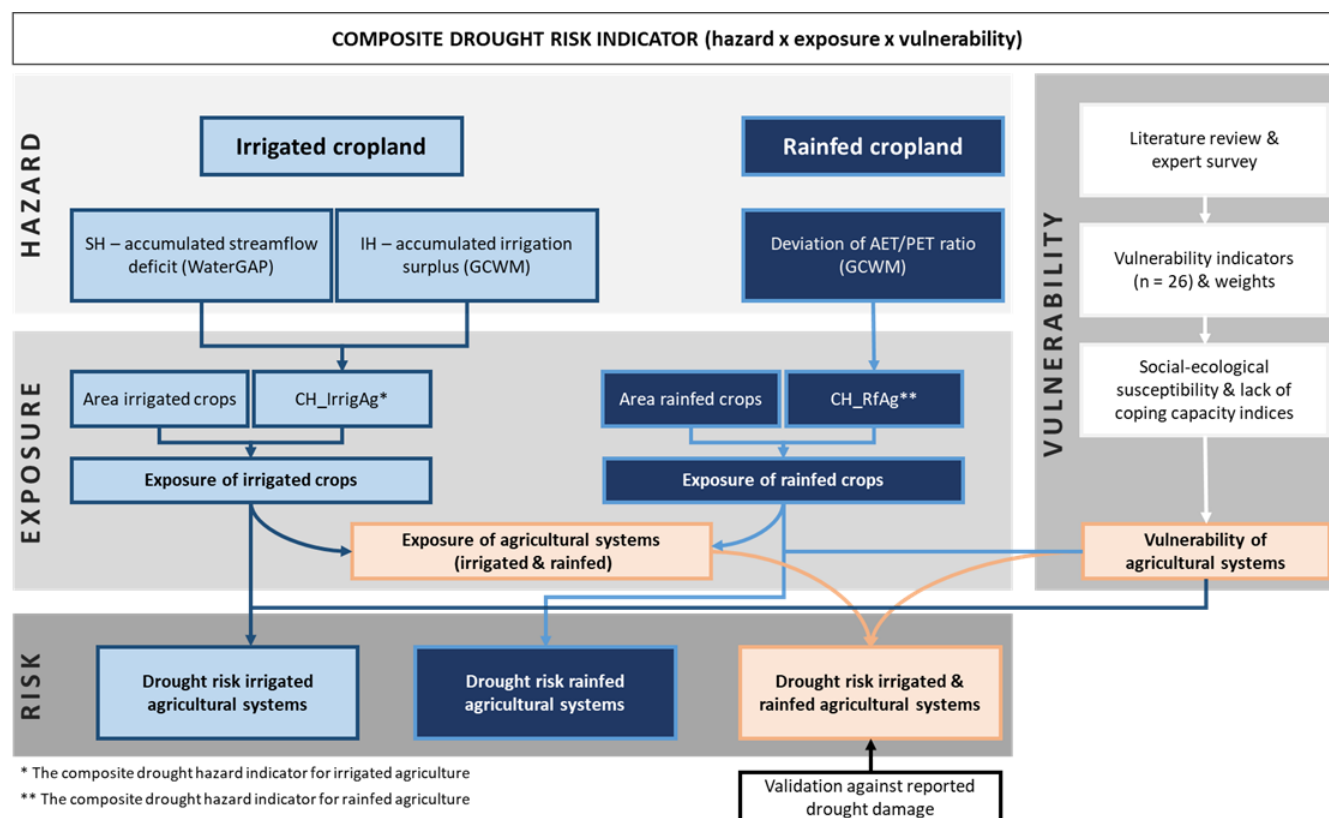 COMPOSITE DROUGHT RISK INDICATOR (hazard x exposure x vulnerability)
HAZARD
Irrigated cropland
Rainfed cropland
SH – accumulated streamflow
deficit (WaterGAP)
IH – accumulated irrigation
surplus (GCWM)
Deviation of AET/PET ratio
(GCWM)
EXPOSURE
Area irrigated crops
CH_IrrigAg*
Area rainfed crops
CH_RfAg**
Exposure of irrigated crops
Exposure of rainfed crops
Exposure of agricultural systems
(irrigated & rainfed)
VULNERABILITY
Literature review &
expert survey
Vulnerability indicators
(n = 26) & weights
Social-ecological
susceptibility & lack of
coping capacity indices
Vulnerability of
agricultural systems
RISK
Drought risk irrigated
agricultural systems
Drought risk rainfed
agricultural systems
Drought risk irrigated &
rainfed agricultural systems
* The composite drought hazard indicator for irrigated agriculture
** The composite drought hazard indicator for rainfed agriculture
Validation against reported
drought damage